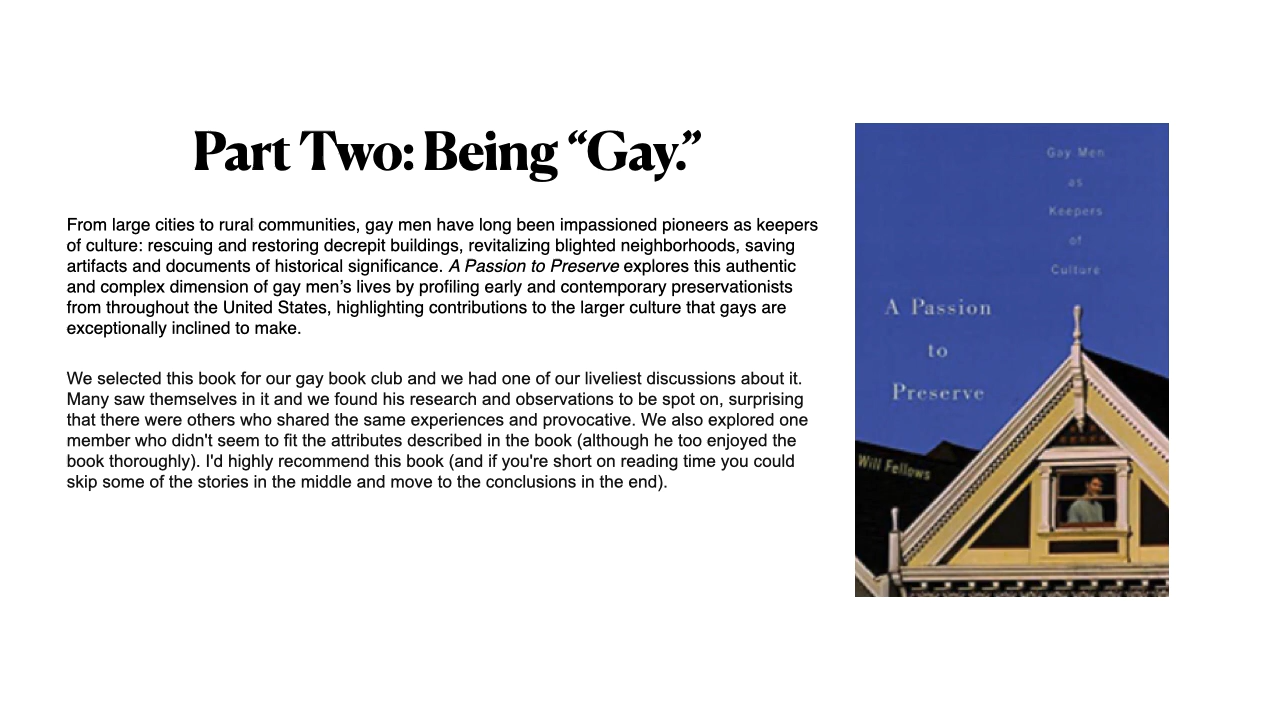 Part Two: Being “Gay.”
From large cities to rural communities, gay men have long been impassioned pioneers as keepers
of culture: rescuing and restoring decrepit buildings, revitalizing blighted neighborhoods, saving
artifacts and documents of historical significance. A Passion to Preserve explores this authentic
and complex dimension of gay men’s lives by profiling early and contemporary preservationists
from throughout the United States, highlighting contributions to the larger culture that gays are
exceptionally inclined to make.
We selected this book for our gay book club and we had one of our liveliest discussions about it.
Many saw themselves in it and we found his research and observations to be spot on, surprising
that there were others who shared the same experiences and provocative. We also explored one
member who didn't seem to fit the attributes described in the book (although he too enjoyed the
book thoroughly). I'd highly recommend this book (and if you're short on reading time you could
skip some of the stories in the middle and move to the conclusions in the end).
Gay Men
as
Keepers
of
Culture
A Passion
to
Preserve
Will Fellows